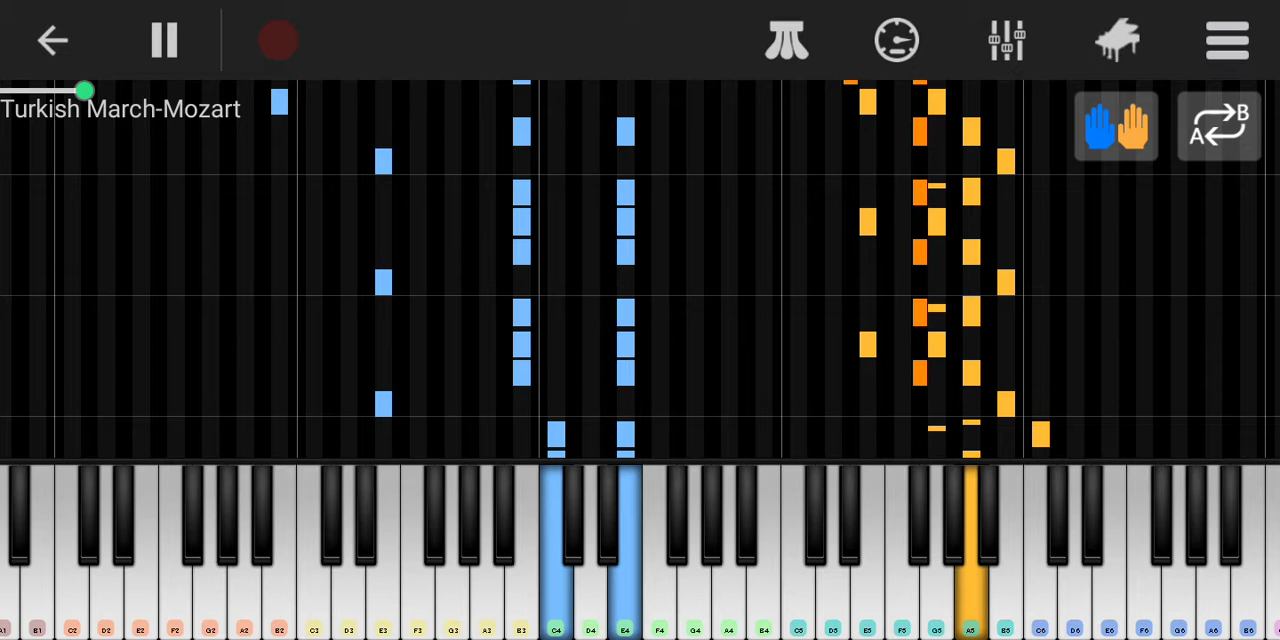 Turkish March-Mozart
A B
A1 B1 C2 D2 E2 F2 G2 A2 B2 C3 D3 E3 F3 G3 A3 B3 C4 D4 E4 F4 G4 A4 B4 C5 D5 E5 F5 G5 A5 B5 C6 D6 E6 F6 G6 A6 B6